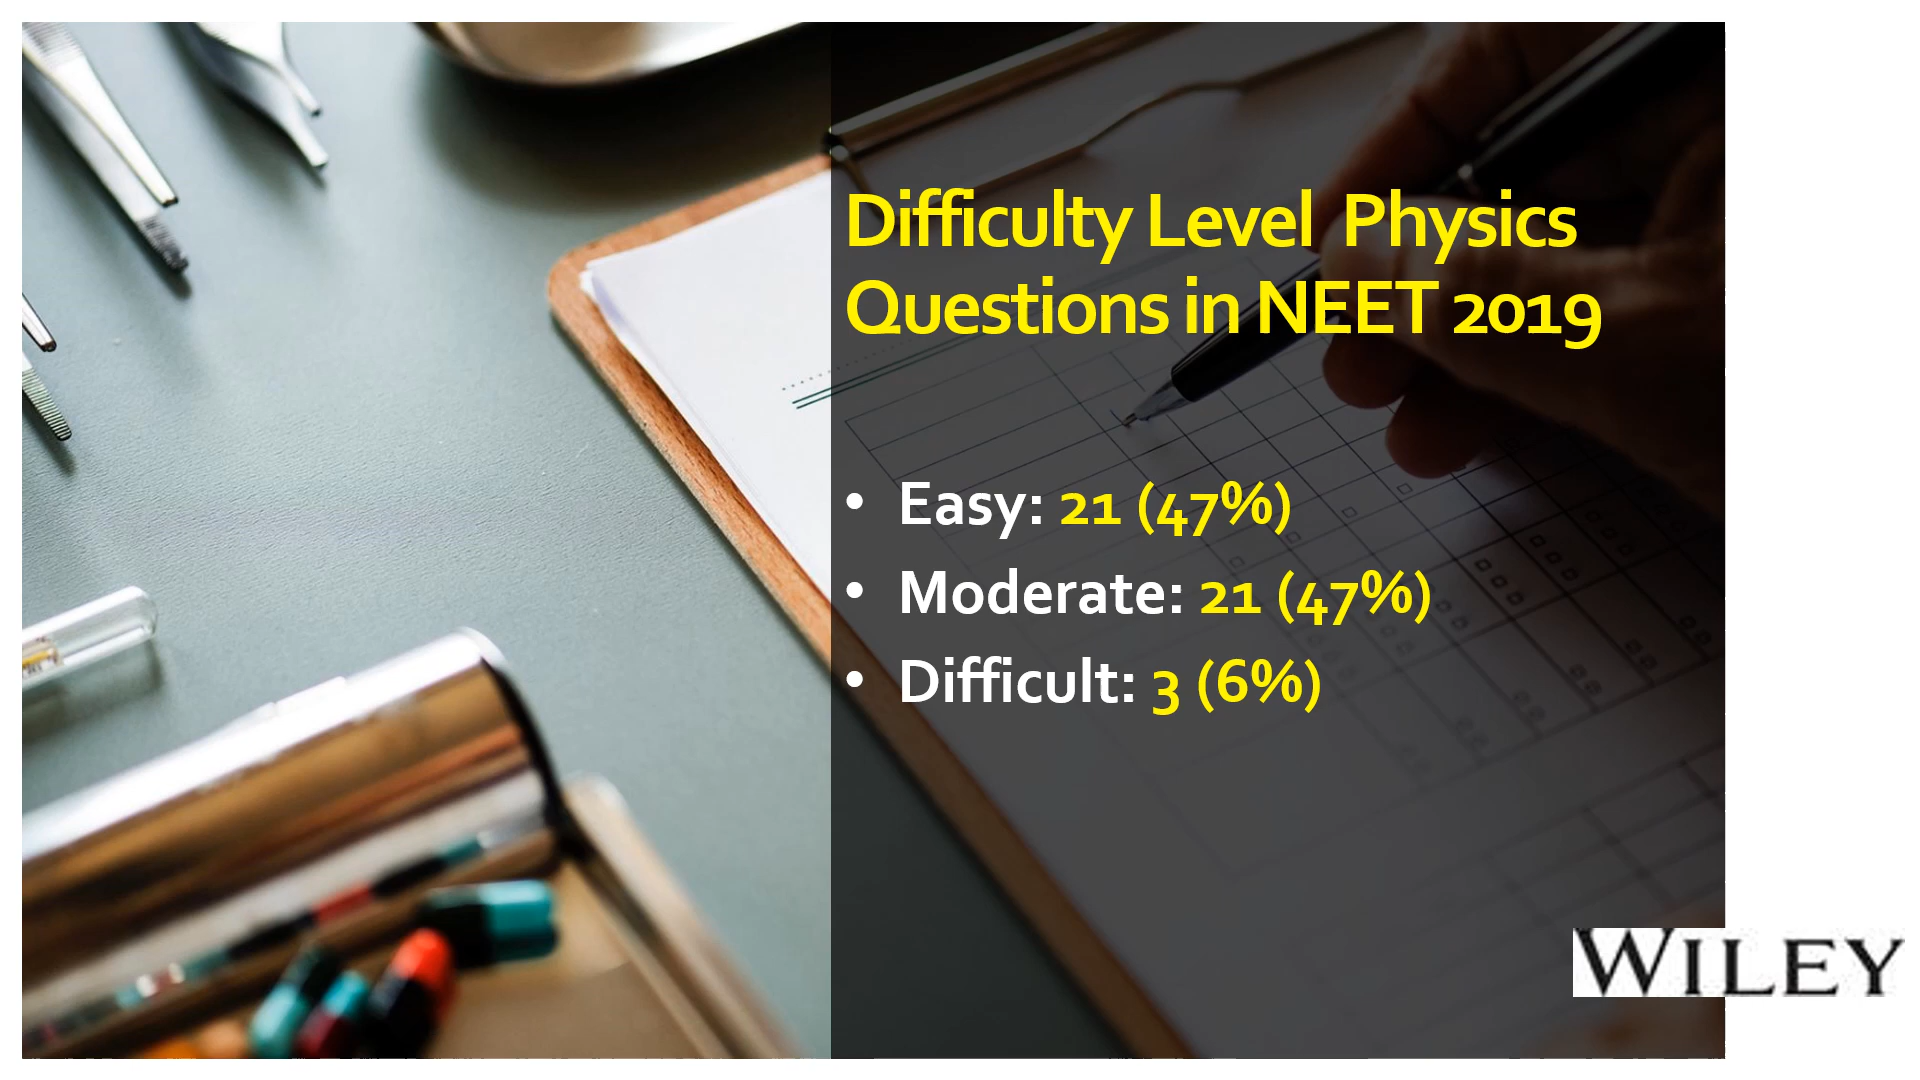 Difficulty Level Physics
Questions in NEET 2019
• Easy: 21 (47%)
• Moderate: 21 (47%)
• Difficult: 3 (6%)
WILEY